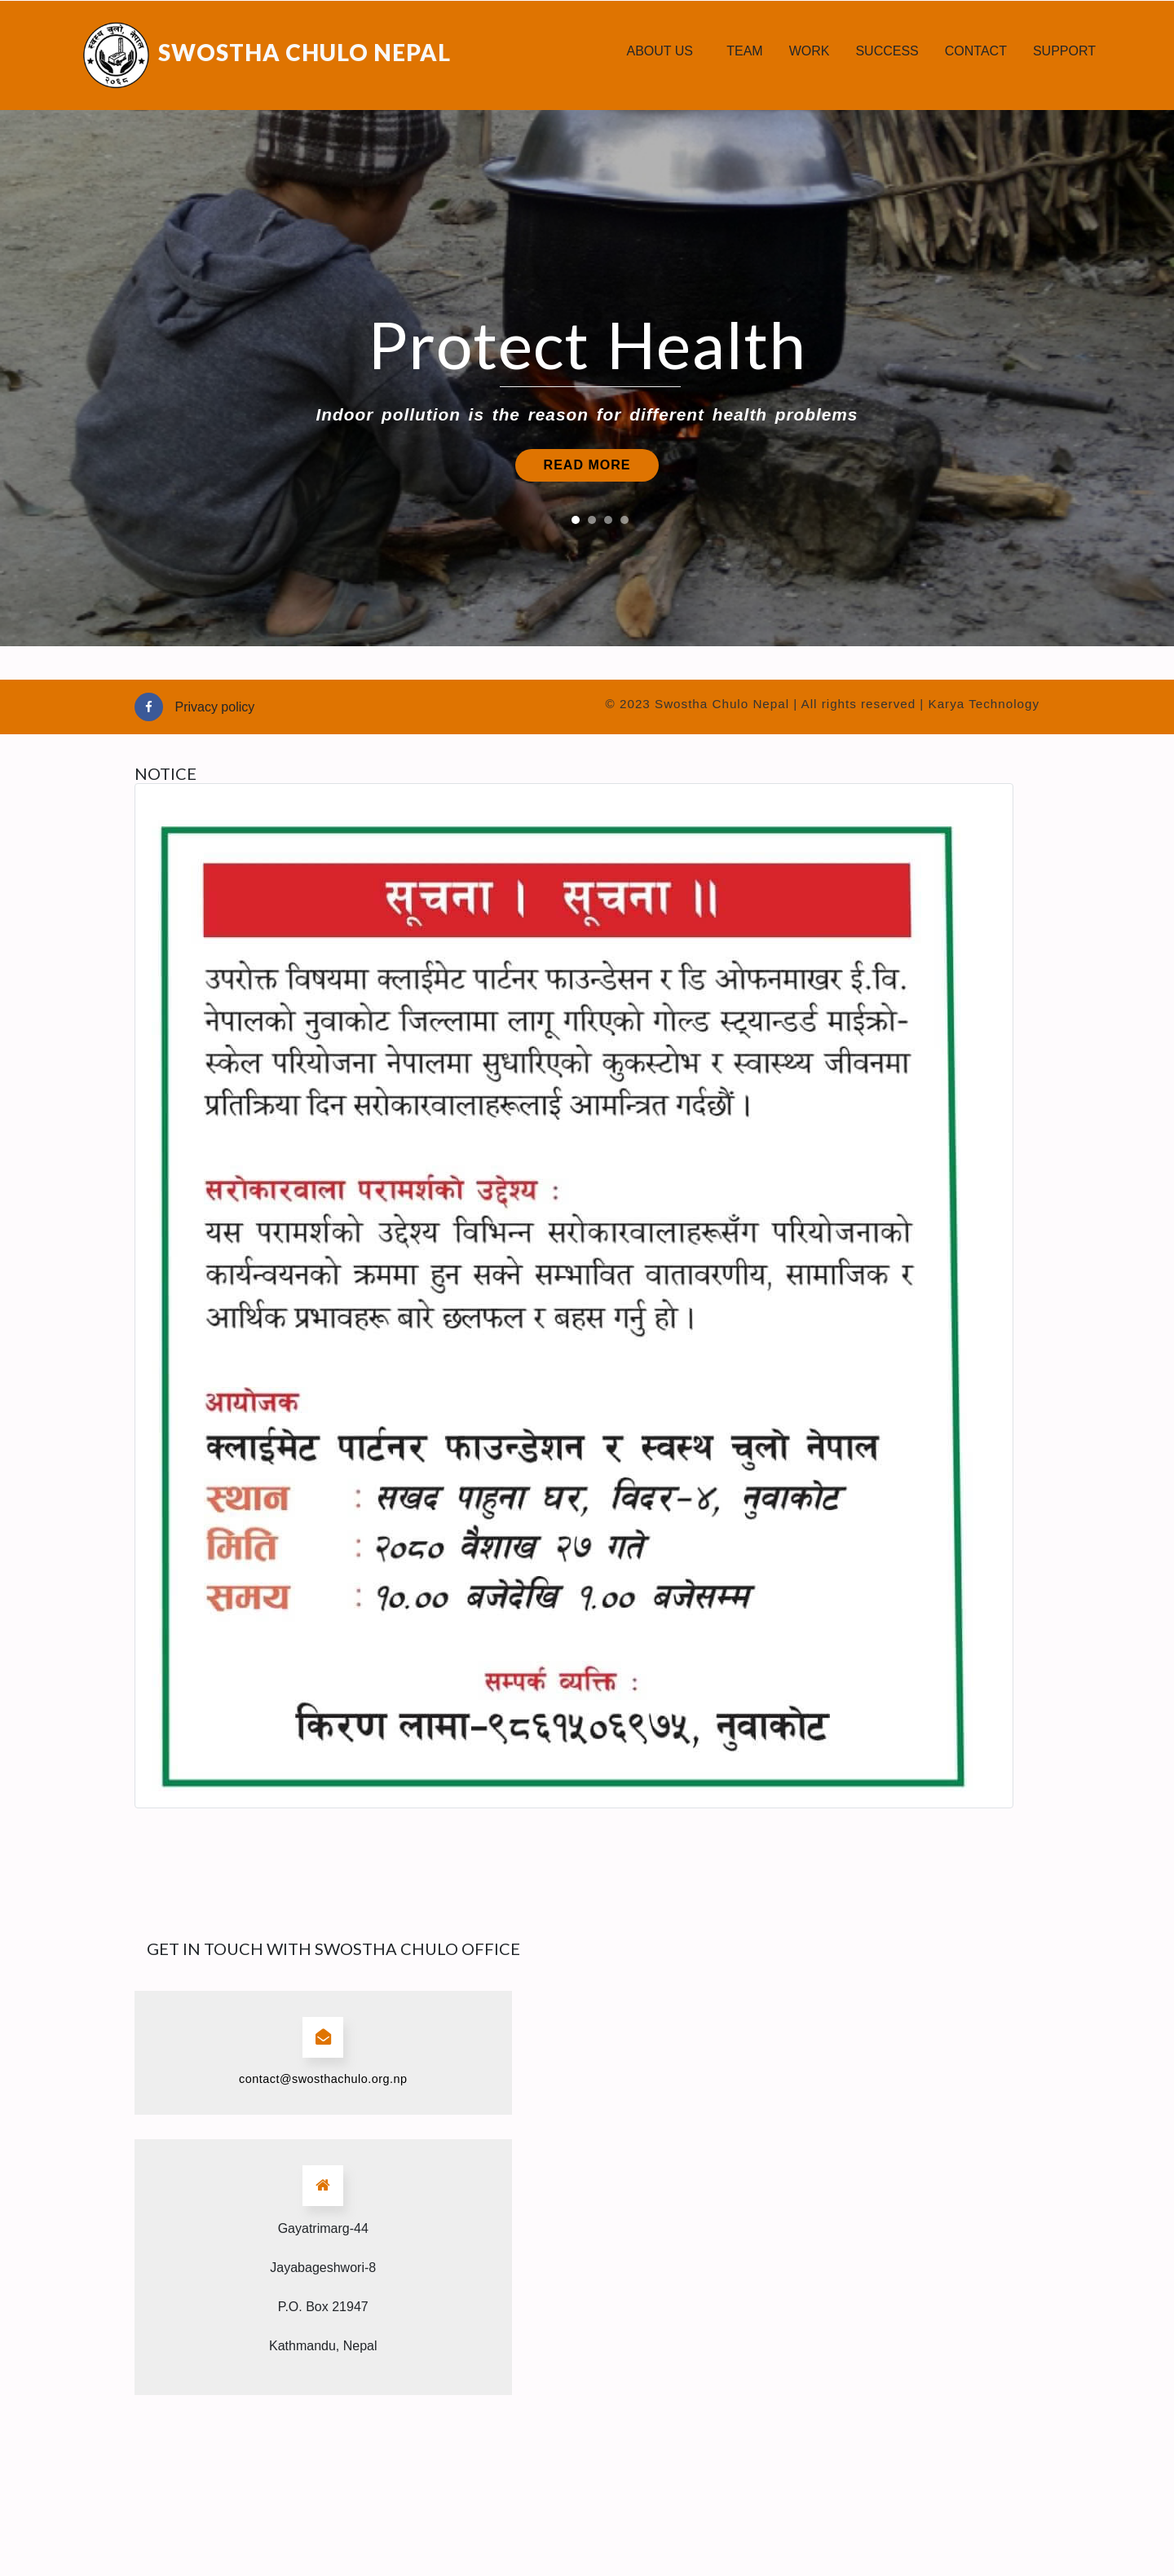 स्वस्थ चुलो, नेपाल
२०६८
SWOSTHA CHULO NEPAL
ABOUT US TEAM WORK SUCCESS CONTACT SUPPORT
Protect Health
Indoor pollution is the reason for different health problems
READ MORE
Privacy policy
© 2023 Swostha Chulo Nepal | All rights reserved | Karya Technology
NOTICE
सूचना । सूचना ॥
उपरोक्त विषयमा क्लाईमेट पार्टनर फाउन्डेसन र डि ओफनमाखर ई.वि.
नेपालको नुवाकोट जिल्लामा लागू गरिएको गोल्ड स्ट्यान्डर्ड माईक्रो-
स्केल परियोजना नेपालमा सुधारिएको कुकस्टोभ र स्वास्थ्य जीवनमा
प्रतिक्रिया दिन सरोकारवालाहरूलाई आमन्त्रित गर्दछौं ।
सरोकारवाला परामर्शको उद्देश्य :
यस परामर्शको उद्देश्य विभिन्न सरोकारवालाहरूसँग परियोजनाको
कार्यन्वयनको क्रममा हुन सक्ने सम्भावित वातावरणीय, सामाजिक र
आर्थिक प्रभावहरू बारे छलफल र बहस गर्नु हो ।
आयोजक
क्लाईमेट पार्टनर फाउन्डेशन र स्वस्थ चुलो नेपाल
स्थान : सखद पाहुना घर, विदर-४, नुवाकोट
मिति : २०८० वैशाख २७ गते
समय : १०.०० बजेदेखि १.०० बजेसम्म
सम्पर्क व्यक्ति :
किरण लामा-९८६१५०६९७५, नुवाकोट
GET IN TOUCH WITH SWOSTHA CHULO OFFICE
contact@swosthachulo.org.np
Gayatrimarg-44
Jayabageshwori-8
P.O. Box 21947
Kathmandu, Nepal